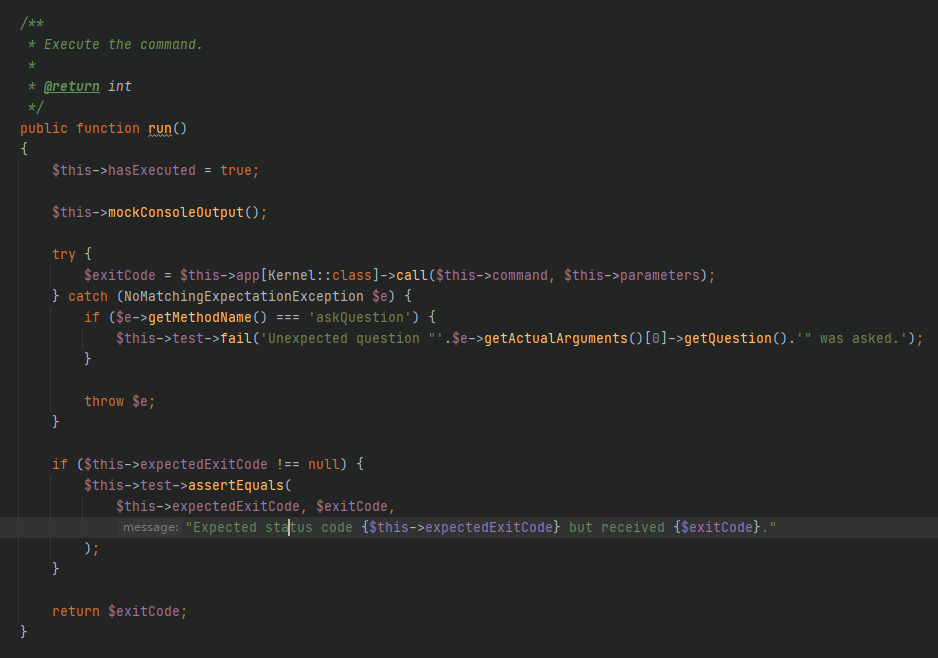 /**
 * Execute the command.
 *
 * @return int
 */
public function run()
{
    $this->hasExecuted = true;

    $this->mockConsoleOutput();

    try {
        $exitCode = $this->app[Kernel::class]->call($this->command, $this->parameters);
    } catch (NoMatchingExpectationException $e) {
        if ($e->getMethodName() === 'askQuestion') {
            $this->test->fail('Unexpected question "'.$e->getActualArguments()[0]->getQuestion().'" was asked.');
        }

        throw $e;
    }

    if ($this->expectedExitCode !== null) {
        $this->test->assertEquals(
            $this->expectedExitCode, $exitCode,
            message: "Expected status code {$this->expectedExitCode} but received {$exitCode}."
        );
    }

    return $exitCode;
}